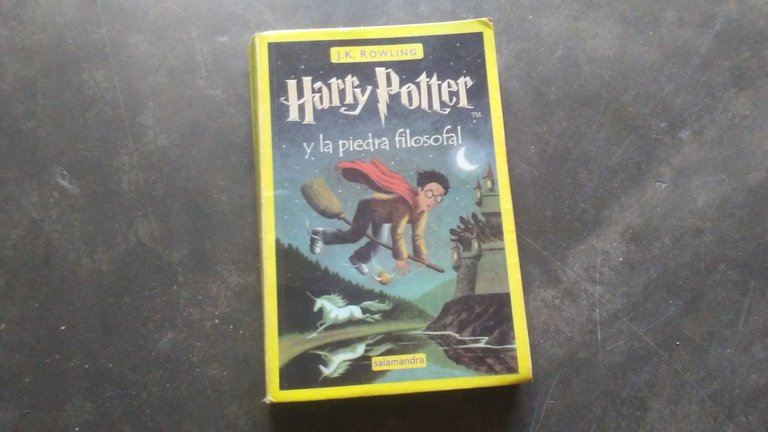 J.K. ROWLING
Harry Potter
TM
y la piedra filosofal
salamandra